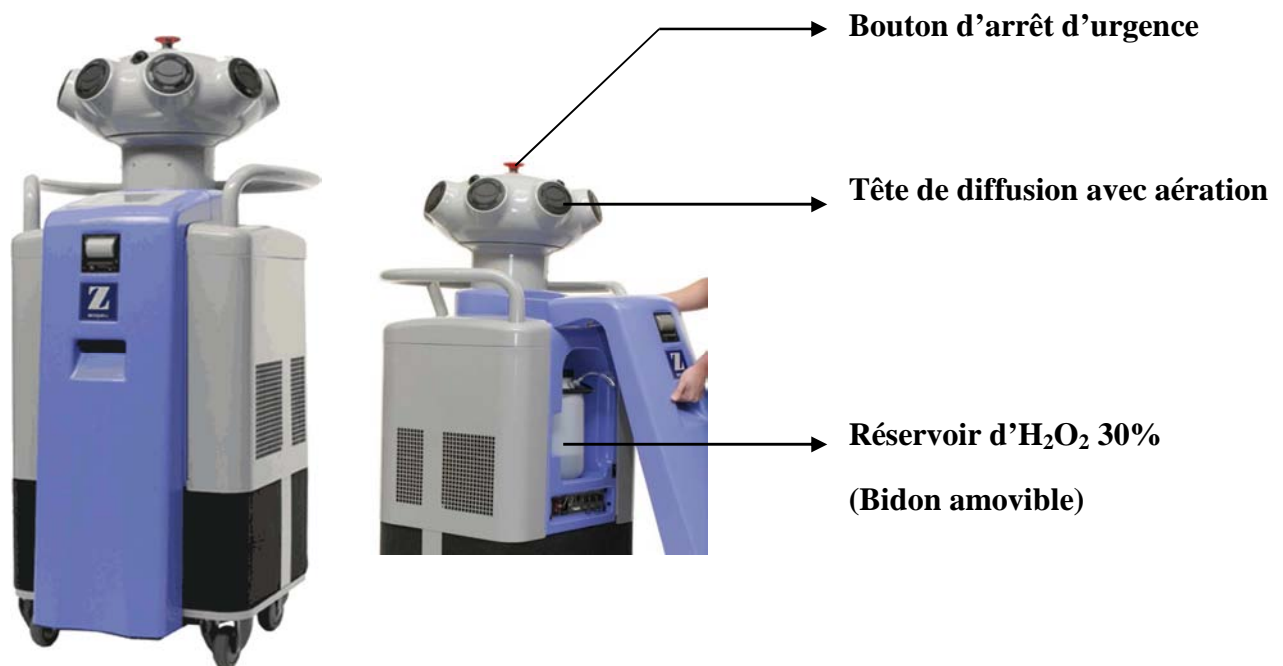 Bouton d’arrêt d’urgence
Tête de diffusion avec aération
Réservoir d’H₂O₂ 30%
(Bidon amovible)
Z
Z